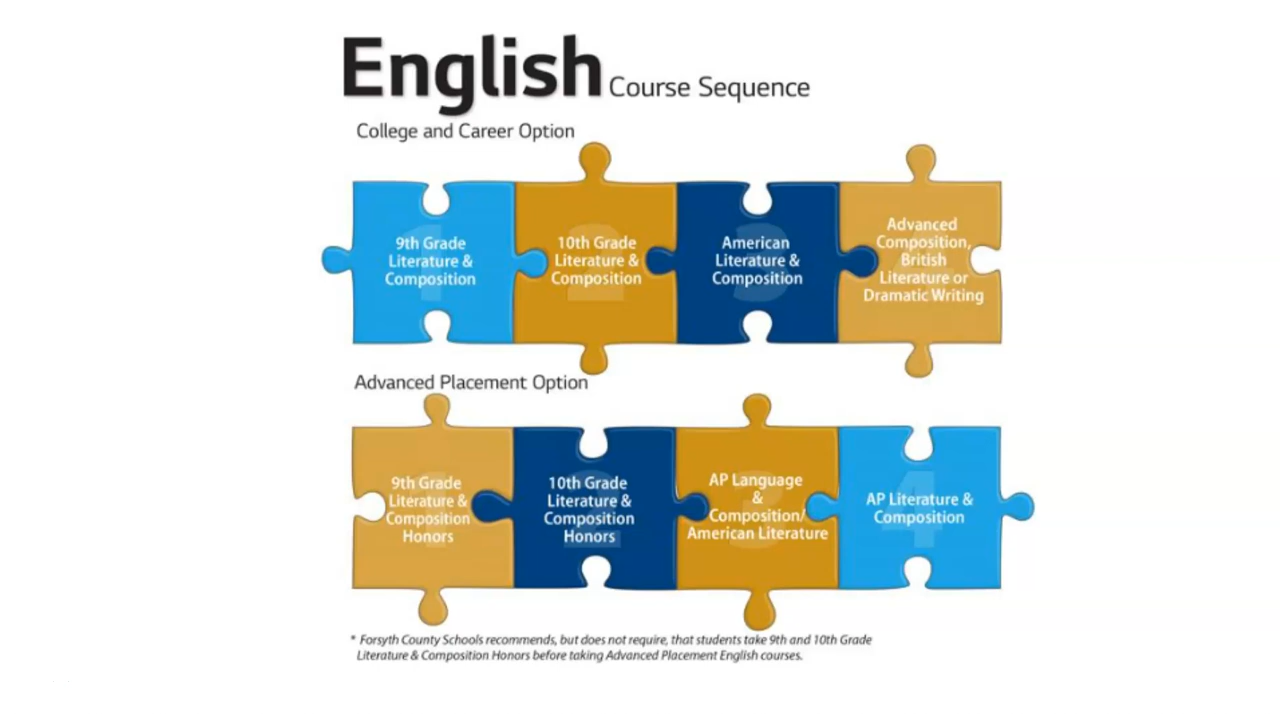 English Course Sequence
College and Career Option
9th Grade
Literature &
Composition
10th Grade
Literature &
Composition
American
Literature &
Composition
Advanced
Composition,
British
Literature or
Dramatic Writing
Advanced Placement Option
9th Grade
Literature &
Composition
Honors
10th Grade
Literature &
Composition
Honors
AP Language
&
Composition/
American Literature
AP Literature &
Composition
* Forsyth County Schools recommends, but does not require, that students take 9th and 10th Grade
Literature & Composition Honors before taking Advanced Placement English courses.